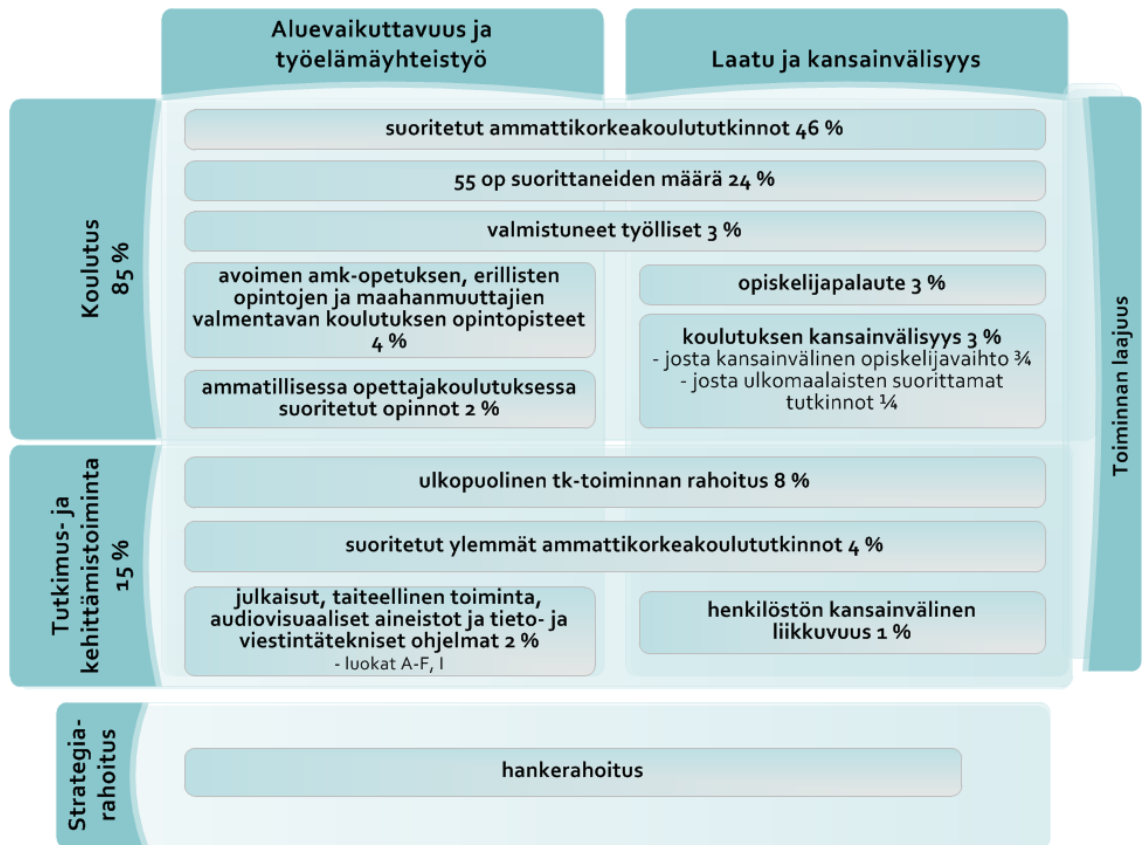 Aluevaikuttavuus ja
työelämäyhteistyö
Laatu ja kansainvälisyys
Koulutus
85 %
suoritetut ammattikorkeakoulututkinnot 46 %
55 op suorittaneiden määrä 24 %
valmistuneet työlliset 3 %
avoimen amk-opetuksen, erillisten
opintojen ja maahanmuuttajien
valmentavan koulutuksen opintopisteet
4 %
ammatillisessa opettajakoulutuksessa
suoritetut opinnot 2 %
opiskelijapalaute 3 %
koulutuksen kansainvälisyys 3 %
- josta kansainvälinen opiskelijavaihto ¾
- josta ulkomaalaisten suorittamat
tutkinnot ¼
Toiminnan laajuus
Tutkimus- ja
kehittämistoiminta
15 %
ulkopuolinen tk-toiminnan rahoitus 8 %
suoritetut ylemmät ammattikorkeakoulututkinnot 4 %
julkaisut, taiteellinen toiminta,
audiovisuaaliset aineistot ja tieto- ja
viestintätekniset ohjelmat 2 %
- luokat A-F, I
henkilöstön kansainvälinen
liikkuvuus 1 %
Strategia-
rahoitus
hankerahoitus